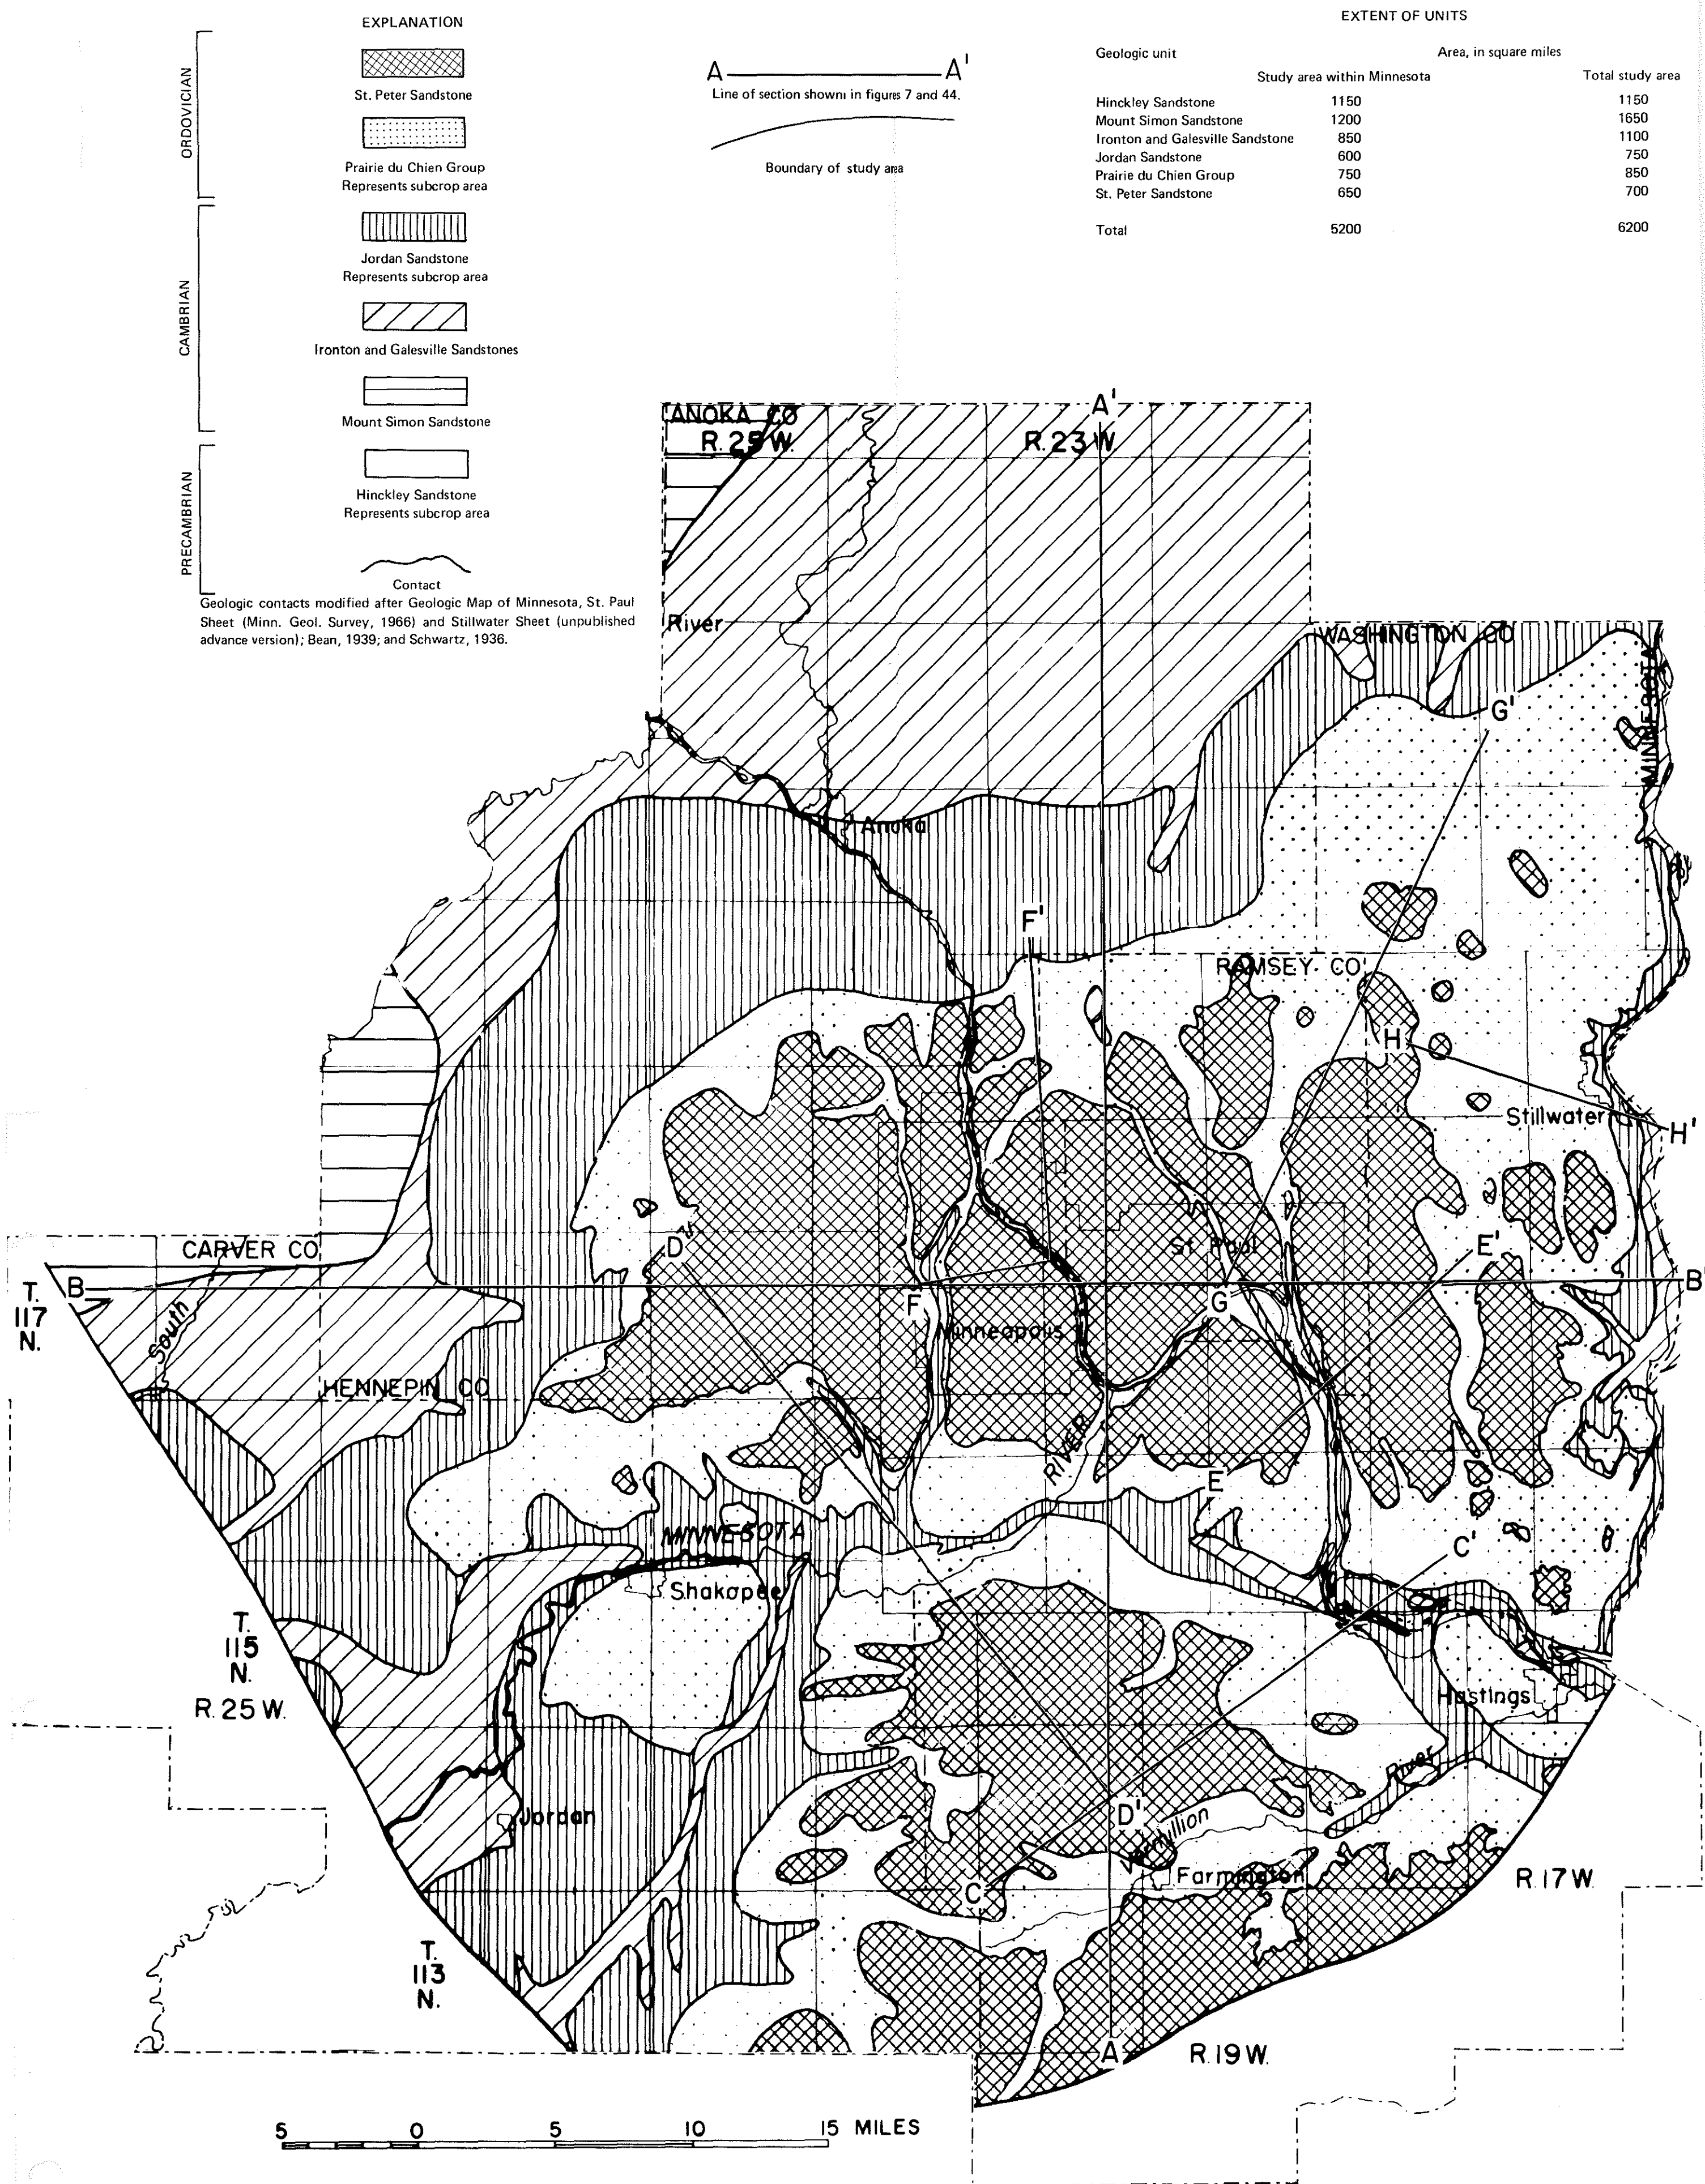 EXPLANATION
ORDOVICIAN
St. Peter Sandstone
Prairie du Chien Group
Represents subcrop area
CAMBRIAN
Jordan Sandstone
Represents subcrop area
Ironton and Galesville Sandstones
Mount Simon Sandstone
PRECAMBRIAN
Hinckley Sandstone
Represents subcrop area
Contact
Geologic contacts modified after Geologic Map of Minnesota, St. Paul
Sheet (Minn. Geol. Survey, 1966) and Stillwater Sheet (unpublished
advance version); Bean, 1939; and Schwartz, 1936.
A A'
Line of section shown in figures 7 and 44.
Boundary of study area
EXTENT OF UNITS
Geologic unit Area, in square miles
Study area within Minnesota Total study area
Hinckley Sandstone 1150 1150
Mount Simon Sandstone 1200 1650
Ironton and Galesville Sandstone 850 1100
Jordan Sandstone 600 750
Prairie du Chien Group 750 850
St. Peter Sandstone 650 700
Total 5200 6200
ANOKA CO
A'
R. 25 W.
R. 23 W
River
WASHINGTON CO
MINNESOTA
G'
Anoka
F'
RAMSEY CO
H
Stillwater
H'
CARVER CO
D
St. Paul
E'
T.
117
N.
B
B
South
F
G
Minneapolis
HENNEPIN CO
RIVER
E
MINNESOTA
C'
Shakopee
T.
115
N.
R. 25 W.
Hastings
River
Jordan
D'
Vermillion
C
Farmington
R. 17 W.
T.
113
N.
A
R. 19 W.
5 0 5 10 15 MILES